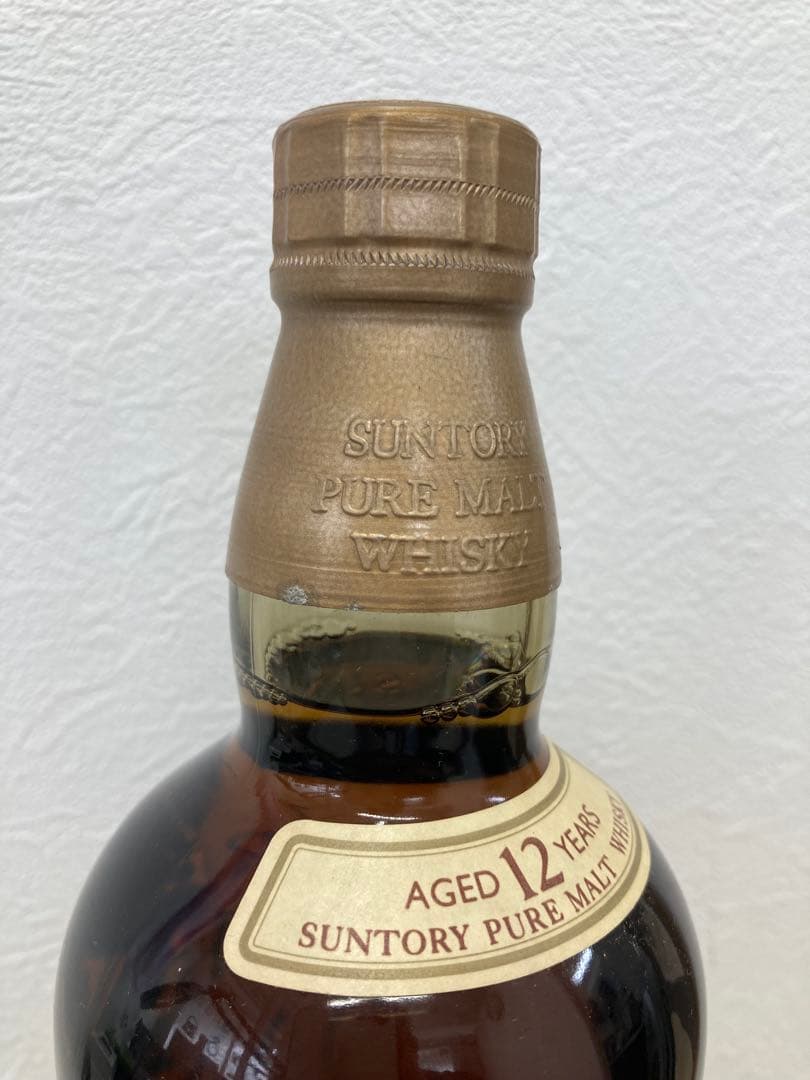 SUNTORY
PURE MALT
WHISKY
AGED 12 YEARS
SUNTORY PURE MALT WHISKY